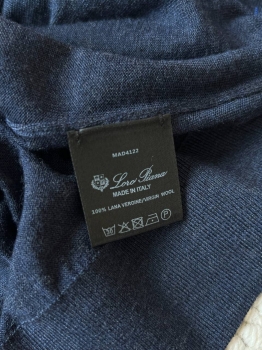 MAD4122
Loro Piana
MADE IN ITALY
100% LANA VERGINE/VIRGIN WOOL
P